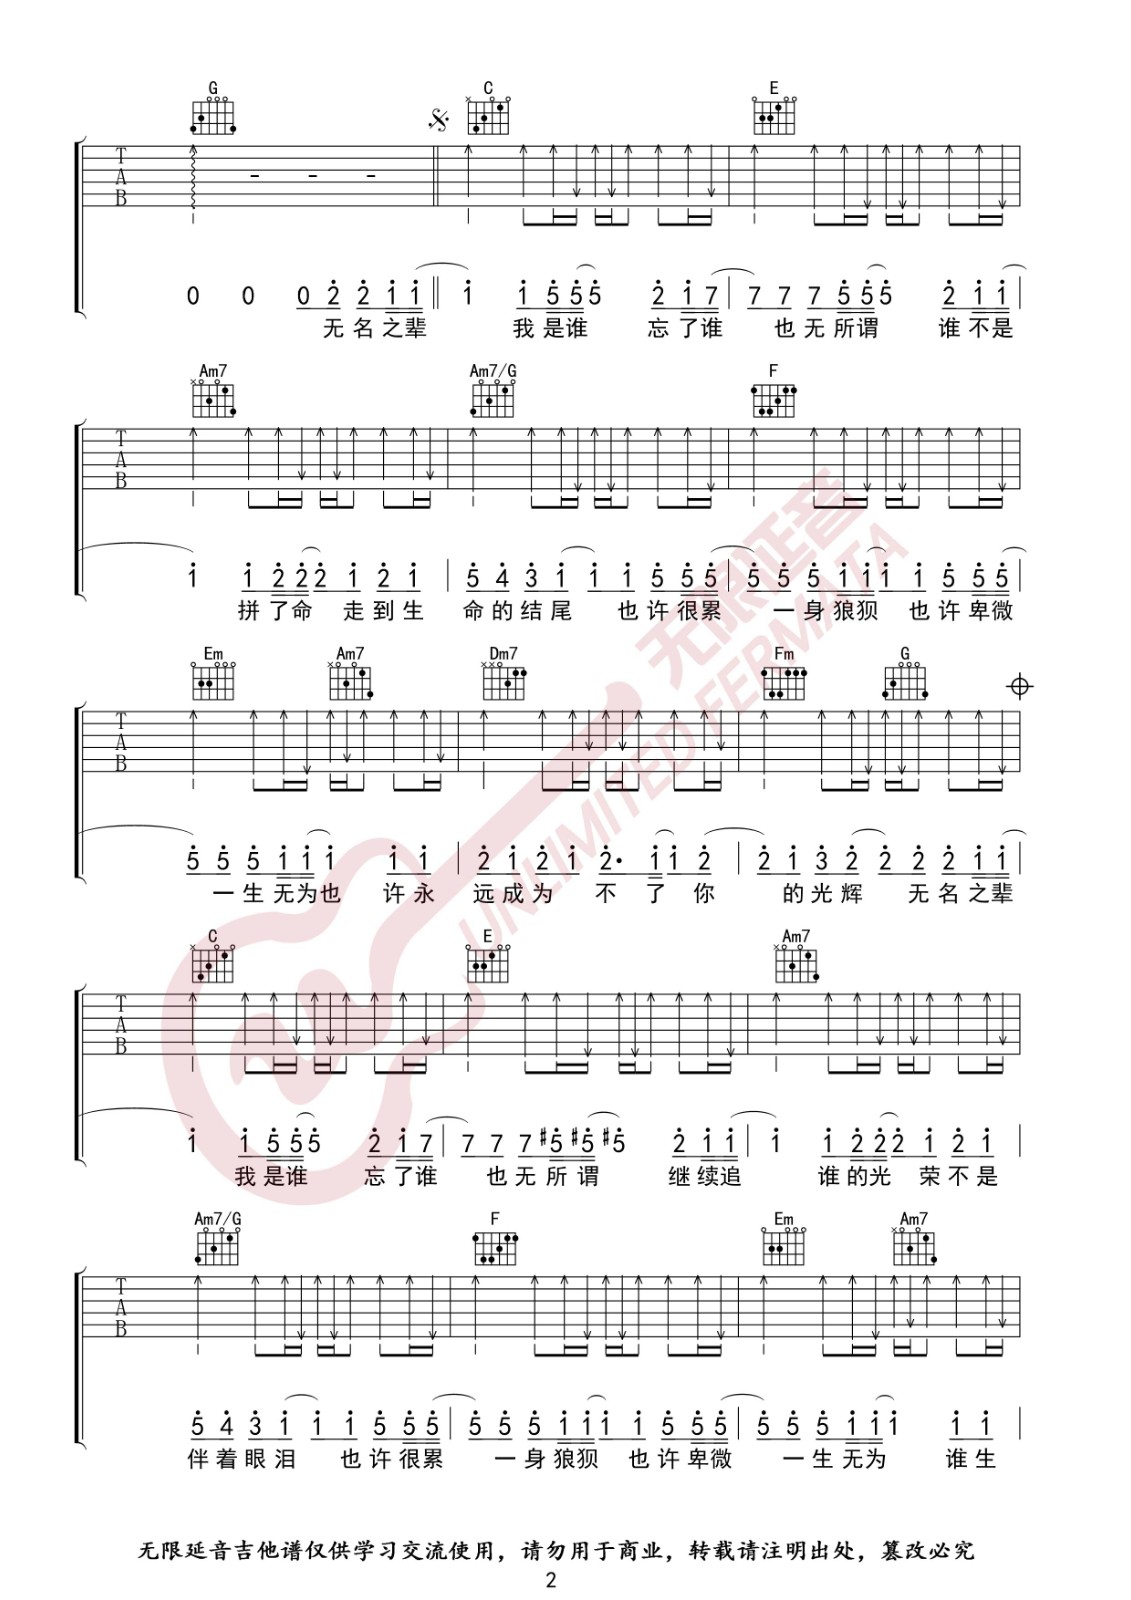 G C E
T
A
B
0 0 0 2 2 1 1 1 1 5 5 5 2 1 7 7 7 7 5 5 5 2 1 1
无名之辈 我是谁 忘了谁 也无所谓 谁不是
Am7 Am7/G F
T
A
B
1 1 2 2 2 1 2 1 5 4 3 1 1 1 5 5 5 5 5 5 1 1 1 1 5 5 5
拼了命 走到生 命的结尾 也许很累 一身狼狈 也许卑微
Em Am7 Dm7 Fm G
T
A
B
5 5 5 1 1 1 1 1 2 1 2 1 2· 1 1 2 2 1 3 2 2 2 2 1 1
一生无为也 许永 远成为 不了你 的光辉 无名之辈
C E Am7
T
A
B
1 1 5 5 5 2 1 7 7 7 7 #5 #5 #5 2 1 1 1 1 2 2 2 1 2 1
我是谁 忘了谁 也无所谓 继续追 谁的光 荣不是
Am7/G F Em Am7
T
A
B
5 4 3 1 1 1 5 5 5 5 5 5 1 1 1 1 5 5 5 5 5 5 1 1 1 1 1
伴着眼泪 也许很累 一身狼狈 也许卑微 一生无为 谁生
无限延音
UNLIMITED FERMATA
无限延音吉他谱仅供学习交流使用，请勿用于商业，转载请注明出处，篡改必究
2